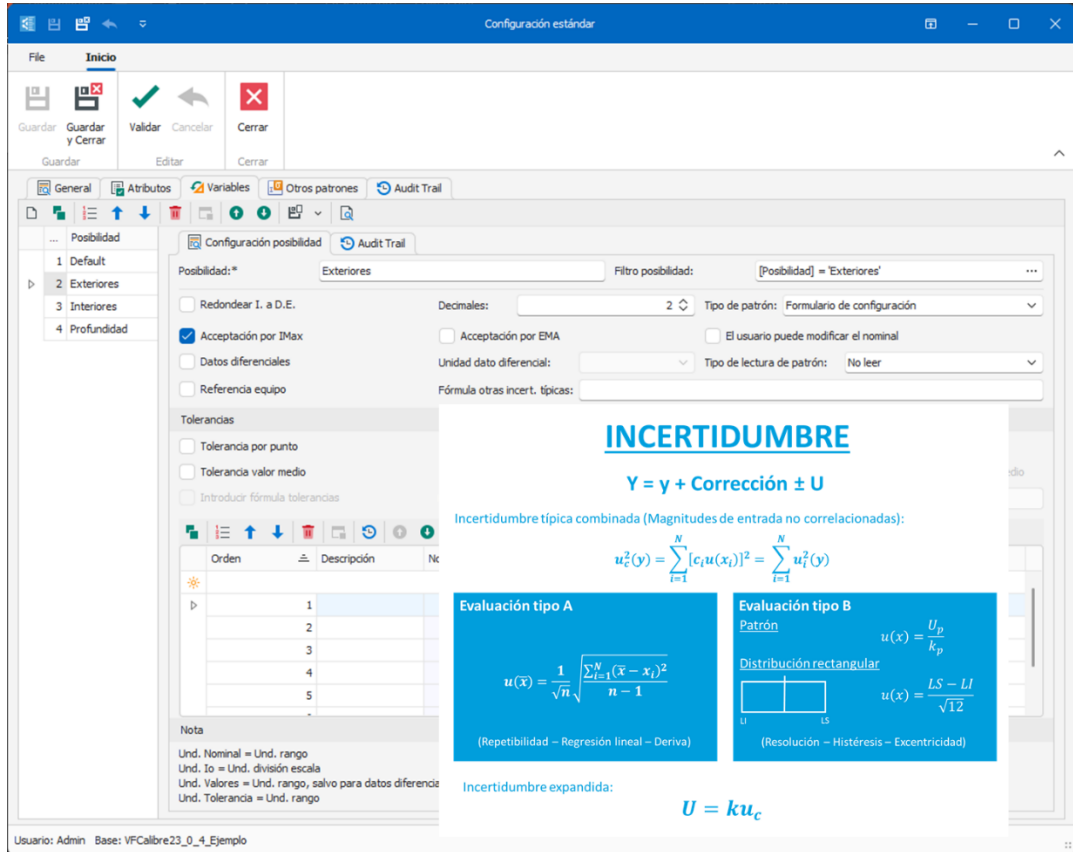 Configuración estándar
File Inicio
Guardar Guardar y Cerrar Validar Cancelar Cerrar
Guardar Editar Cerrar
General Atributos Variables Otros patrones Audit Trail
... Posibilidad
1 Default
2 Exteriores
3 Interiores
4 Profundidad
Configuración posibilidad Audit Trail
Posibilidad:* Exteriores Filtro posibilidad: [Posibilidad] = 'Exteriores' ...
Redondear I. a D.E. Decimales: 2 Tipo de patrón: Formulario de configuración
Acceptación por IMax Acceptación por EMA El usuario puede modificar el nominal
Datos diferenciales Unidad dato diferencial: Tipo de lectura de patrón: No leer
Referencia equipo Fórmula otras incert. típicas:
Tolerancias
Tolerancia por punto
Tolerancia valor medio
Introducir fórmula tolerancias
Orden Descripción
1
2
3
4
5
Nota
Und. Nominal = Und. rango
Und. Io = Und. división escala
Und. Valores = Und. rango, salvo para datos diferencia
Und. Tolerancia = Und. rango
INCERTIDUMBRE
Y = y + Corrección ± U
Incertidumbre típica combinada (Magnitudes de entrada no correlacionadas):
u_c^2(y) = ∑_{i=1}^{N} [c_i u(x_i)]^2 = ∑_{i=1}^{N} u_i^2(y)
Evaluación tipo A
u(x̅) = 1/√n √(∑_{i=1}^{N}(x̅ − x_i)^2 / (n − 1))
(Repetibilidad – Regresión lineal – Deriva)
Evaluación tipo B
Patrón
u(x) = U_p/k_p
Distribución rectangular
u(x) = (LS − LI)/√12
LI LS
(Resolución – Histéresis – Excentricidad)
Incertidumbre expandida:
U = ku_c
Usuario: Admin Base: VFCalibre23_0_4_Ejemplo